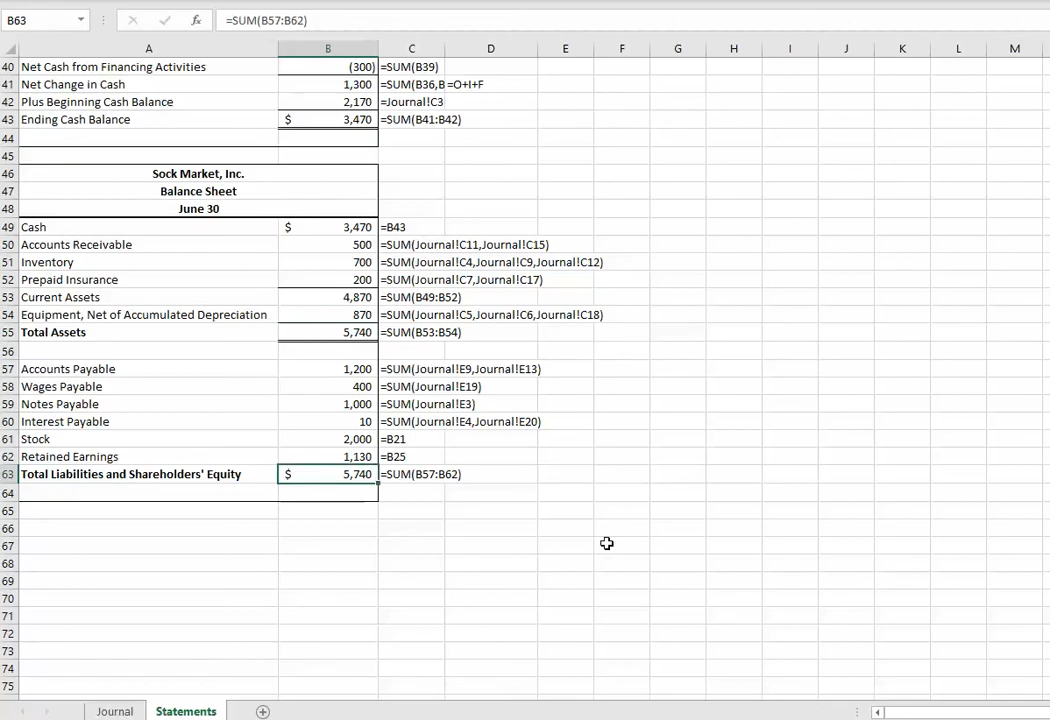 B63 fx =SUM(B57:B62)
A B C D E F G H I J K L M
40 Net Cash from Financing Activities (300) =SUM(B39)
41 Net Change in Cash 1,300 =SUM(B36,B =O+I+F
42 Plus Beginning Cash Balance 2,170 =Journal!C3
43 Ending Cash Balance $ 3,470 =SUM(B41:B42)
44
45
46 Sock Market, Inc.
47 Balance Sheet
48 June 30
49 Cash $ 3,470 =B43
50 Accounts Receivable 500 =SUM(Journal!C11,Journal!C15)
51 Inventory 700 =SUM(Journal!C4,Journal!C9,Journal!C12)
52 Prepaid Insurance 200 =SUM(Journal!C7,Journal!C17)
53 Current Assets 4,870 =SUM(B49:B52)
54 Equipment, Net of Accumulated Depreciation 870 =SUM(Journal!C5,Journal!C6,Journal!C18)
55 Total Assets 5,740 =SUM(B53:B54)
56
57 Accounts Payable 1,200 =SUM(Journal!E9,Journal!E13)
58 Wages Payable 400 =SUM(Journal!E19)
59 Notes Payable 1,000 =SUM(Journal!E3)
60 Interest Payable 10 =SUM(Journal!E4,Journal!E20)
61 Stock 2,000 =B21
62 Retained Earnings 1,130 =B25
63 Total Liabilities and Shareholders' Equity $ 5,740 =SUM(B57:B62)
64
65
66
67
68
69
70
71
72
73
74
75
Journal Statements